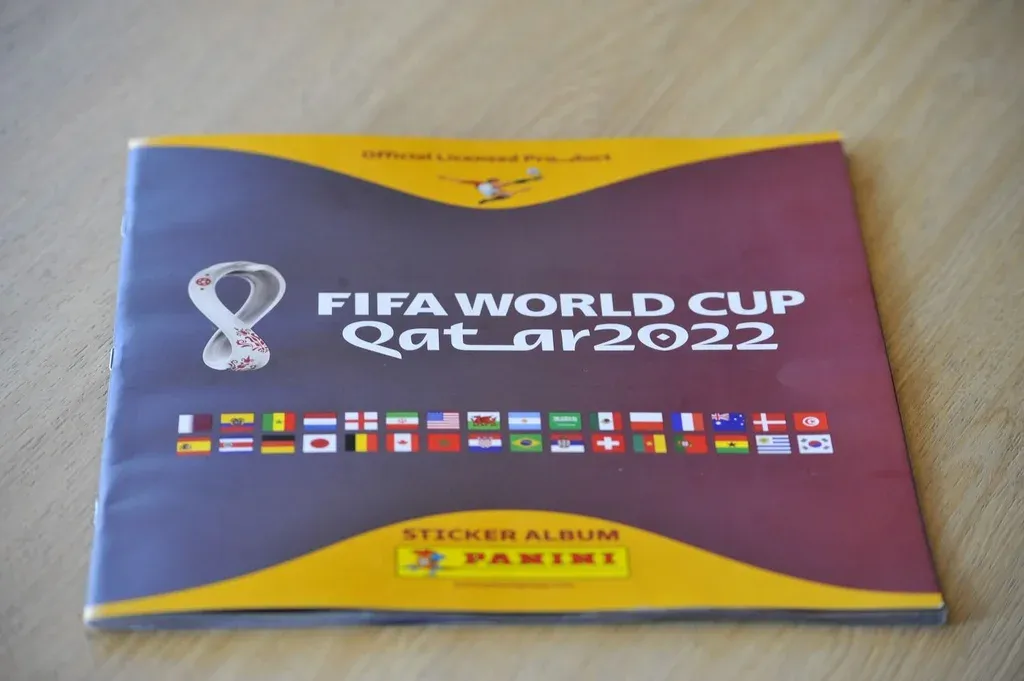 Official Licensed Product
FIFA WORLD CUP
Qatar2022
STICKER ALBUM
PANINI